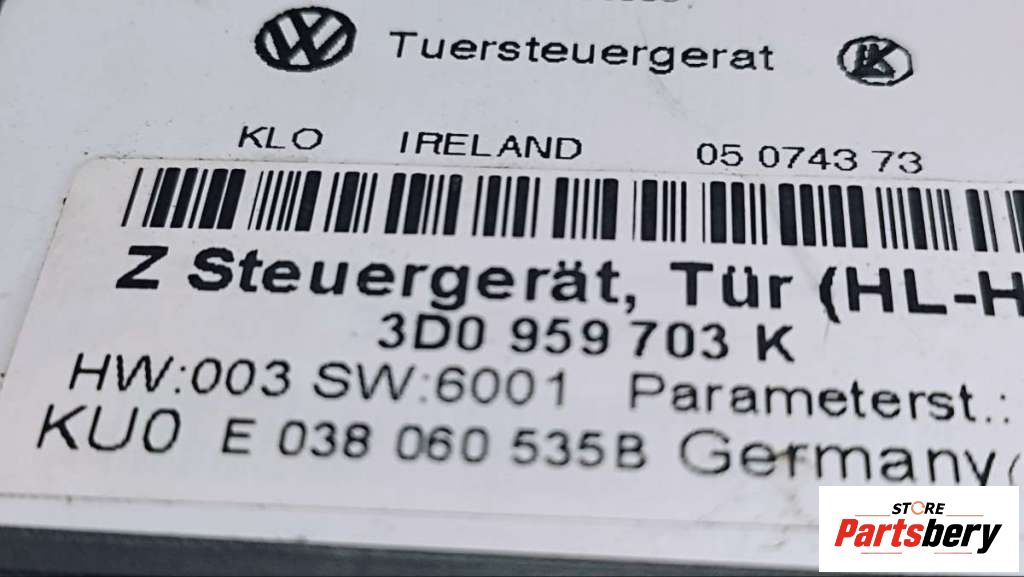 Tuersteuergerat
KLO IRELAND 05 0743 73
Z Steuergerät, Tür (HL-H
3D0 959 703 K
HW:003 SW:6001 Parameterst.:
KU0 E 038 060 535B Germany(
STORE
Partsbery